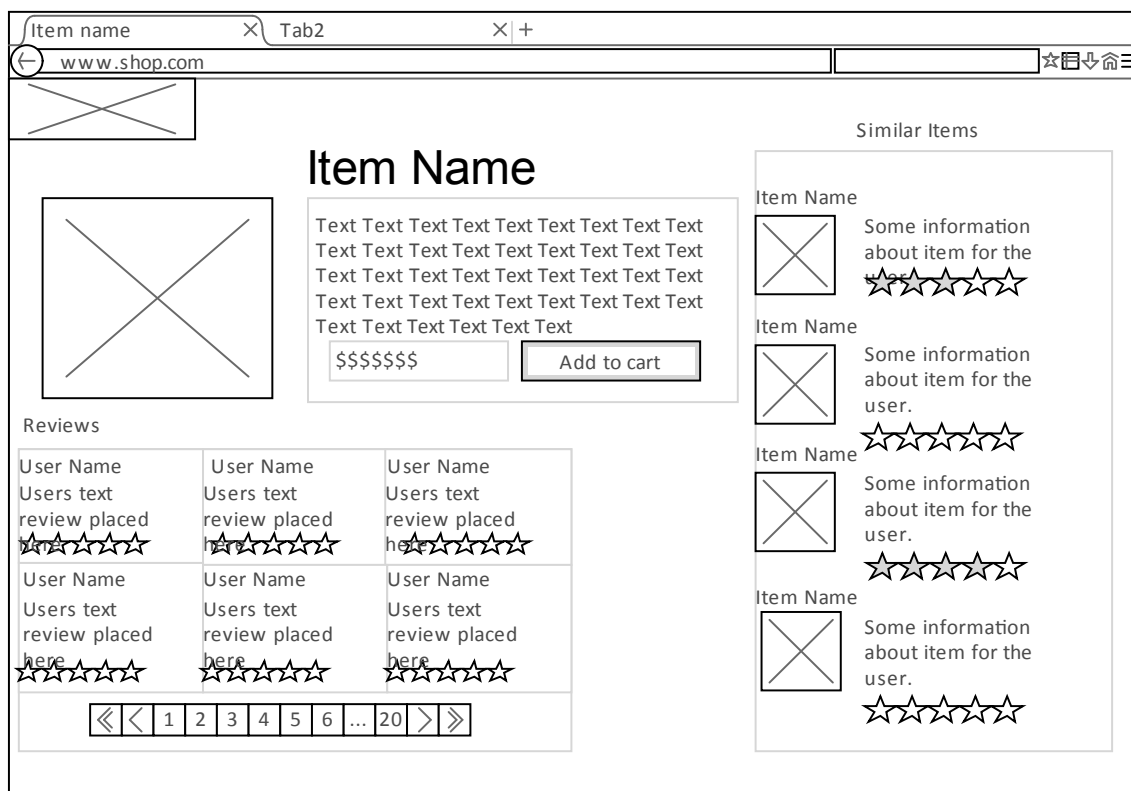 Item name
Tab2
www.shop.com
Similar Items
Item Name
Text Text Text Text Text Text Text Text Text
Text Text Text Text Text Text Text Text Text
Text Text Text Text Text Text Text Text Text
Text Text Text Text Text Text Text Text Text
Text Text Text Text Text Text
$$$$$$$
Add to cart
Item Name
Some information
about item for the
user.
Item Name
Some information
about item for the
user.
Item Name
Some information
about item for the
user.
Item Name
Some information
about item for the
user.
Reviews
User Name
Users text
review placed
here
User Name
Users text
review placed
here
User Name
Users text
review placed
here
User Name
Users text
review placed
here
User Name
Users text
review placed
here
User Name
Users text
review placed
here
1 2 3 4 5 6 ... 20